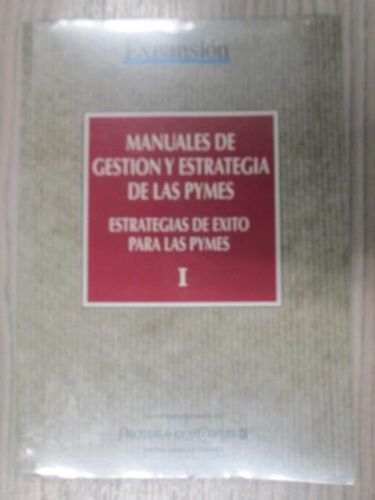 Expansión
MANUALES DE
GESTION Y ESTRATEGIA
DE LAS PYMES
ESTRATEGIAS DE EXITO
PARA LAS PYMES
I